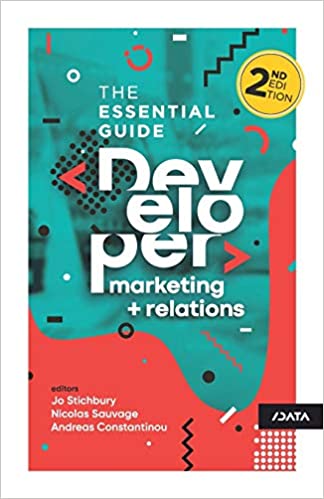 THE
ESSENTIAL
GUIDE
2ND
EDI
TION
<Dev
elo
per>
marketing
+ relations
editors
Jo Stichbury
Nicolas Sauvage
Andreas Constantinou
/DATA